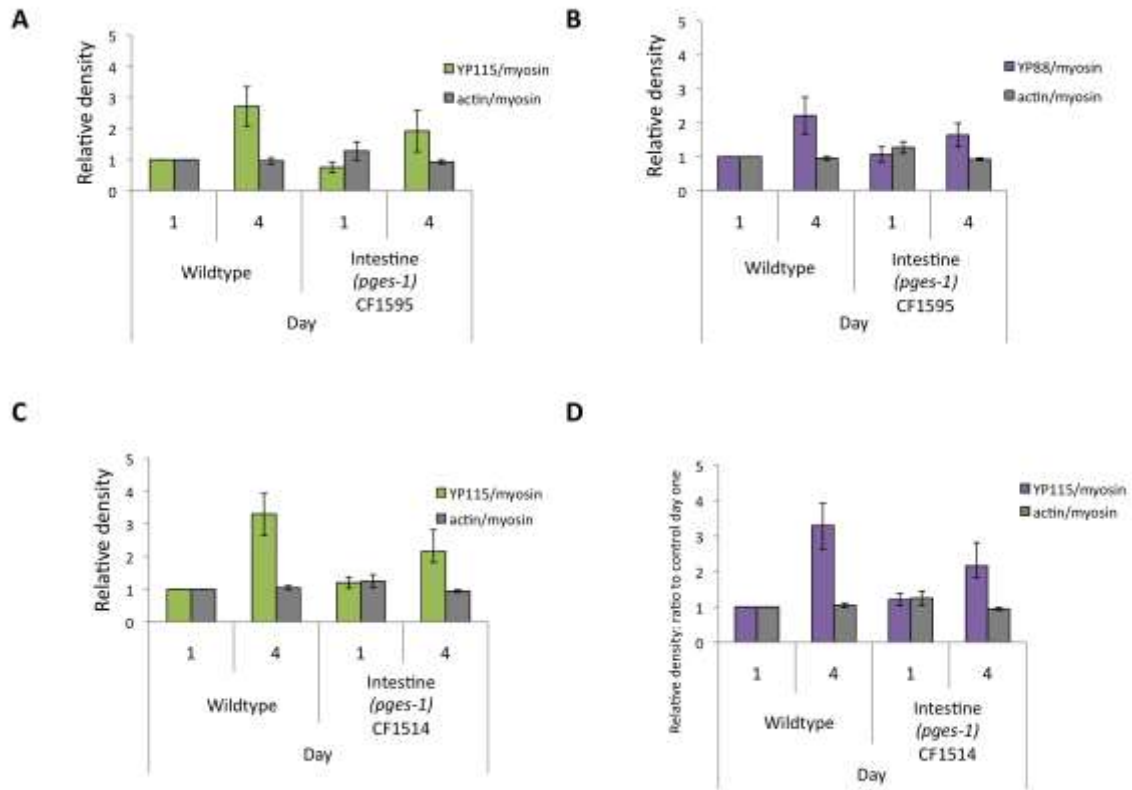 A
Relative density
5
4
3
2
1
0
YP115/myosin
actin/myosin
1 4 1 4
Wildtype
Intestine
(pges-1)
CF1595
Day
B
Relative density
5
4
3
2
1
0
YP88/myosin
actin/myosin
1 4 1 4
Wildtype
Intestine
(pges-1)
CF1595
Day
C
Relative density
5
4
3
2
1
0
YP115/myosin
actin/myosin
1 4 1 4
Wildtype
Intestine
(pges-1)
CF1514
Day
D
Relative density: ratio to control day one
5
4
3
2
1
0
YP115/myosin
actin/myosin
1 4 1 4
Wildtype
Intestine
(pges-1)
CF1514
Day